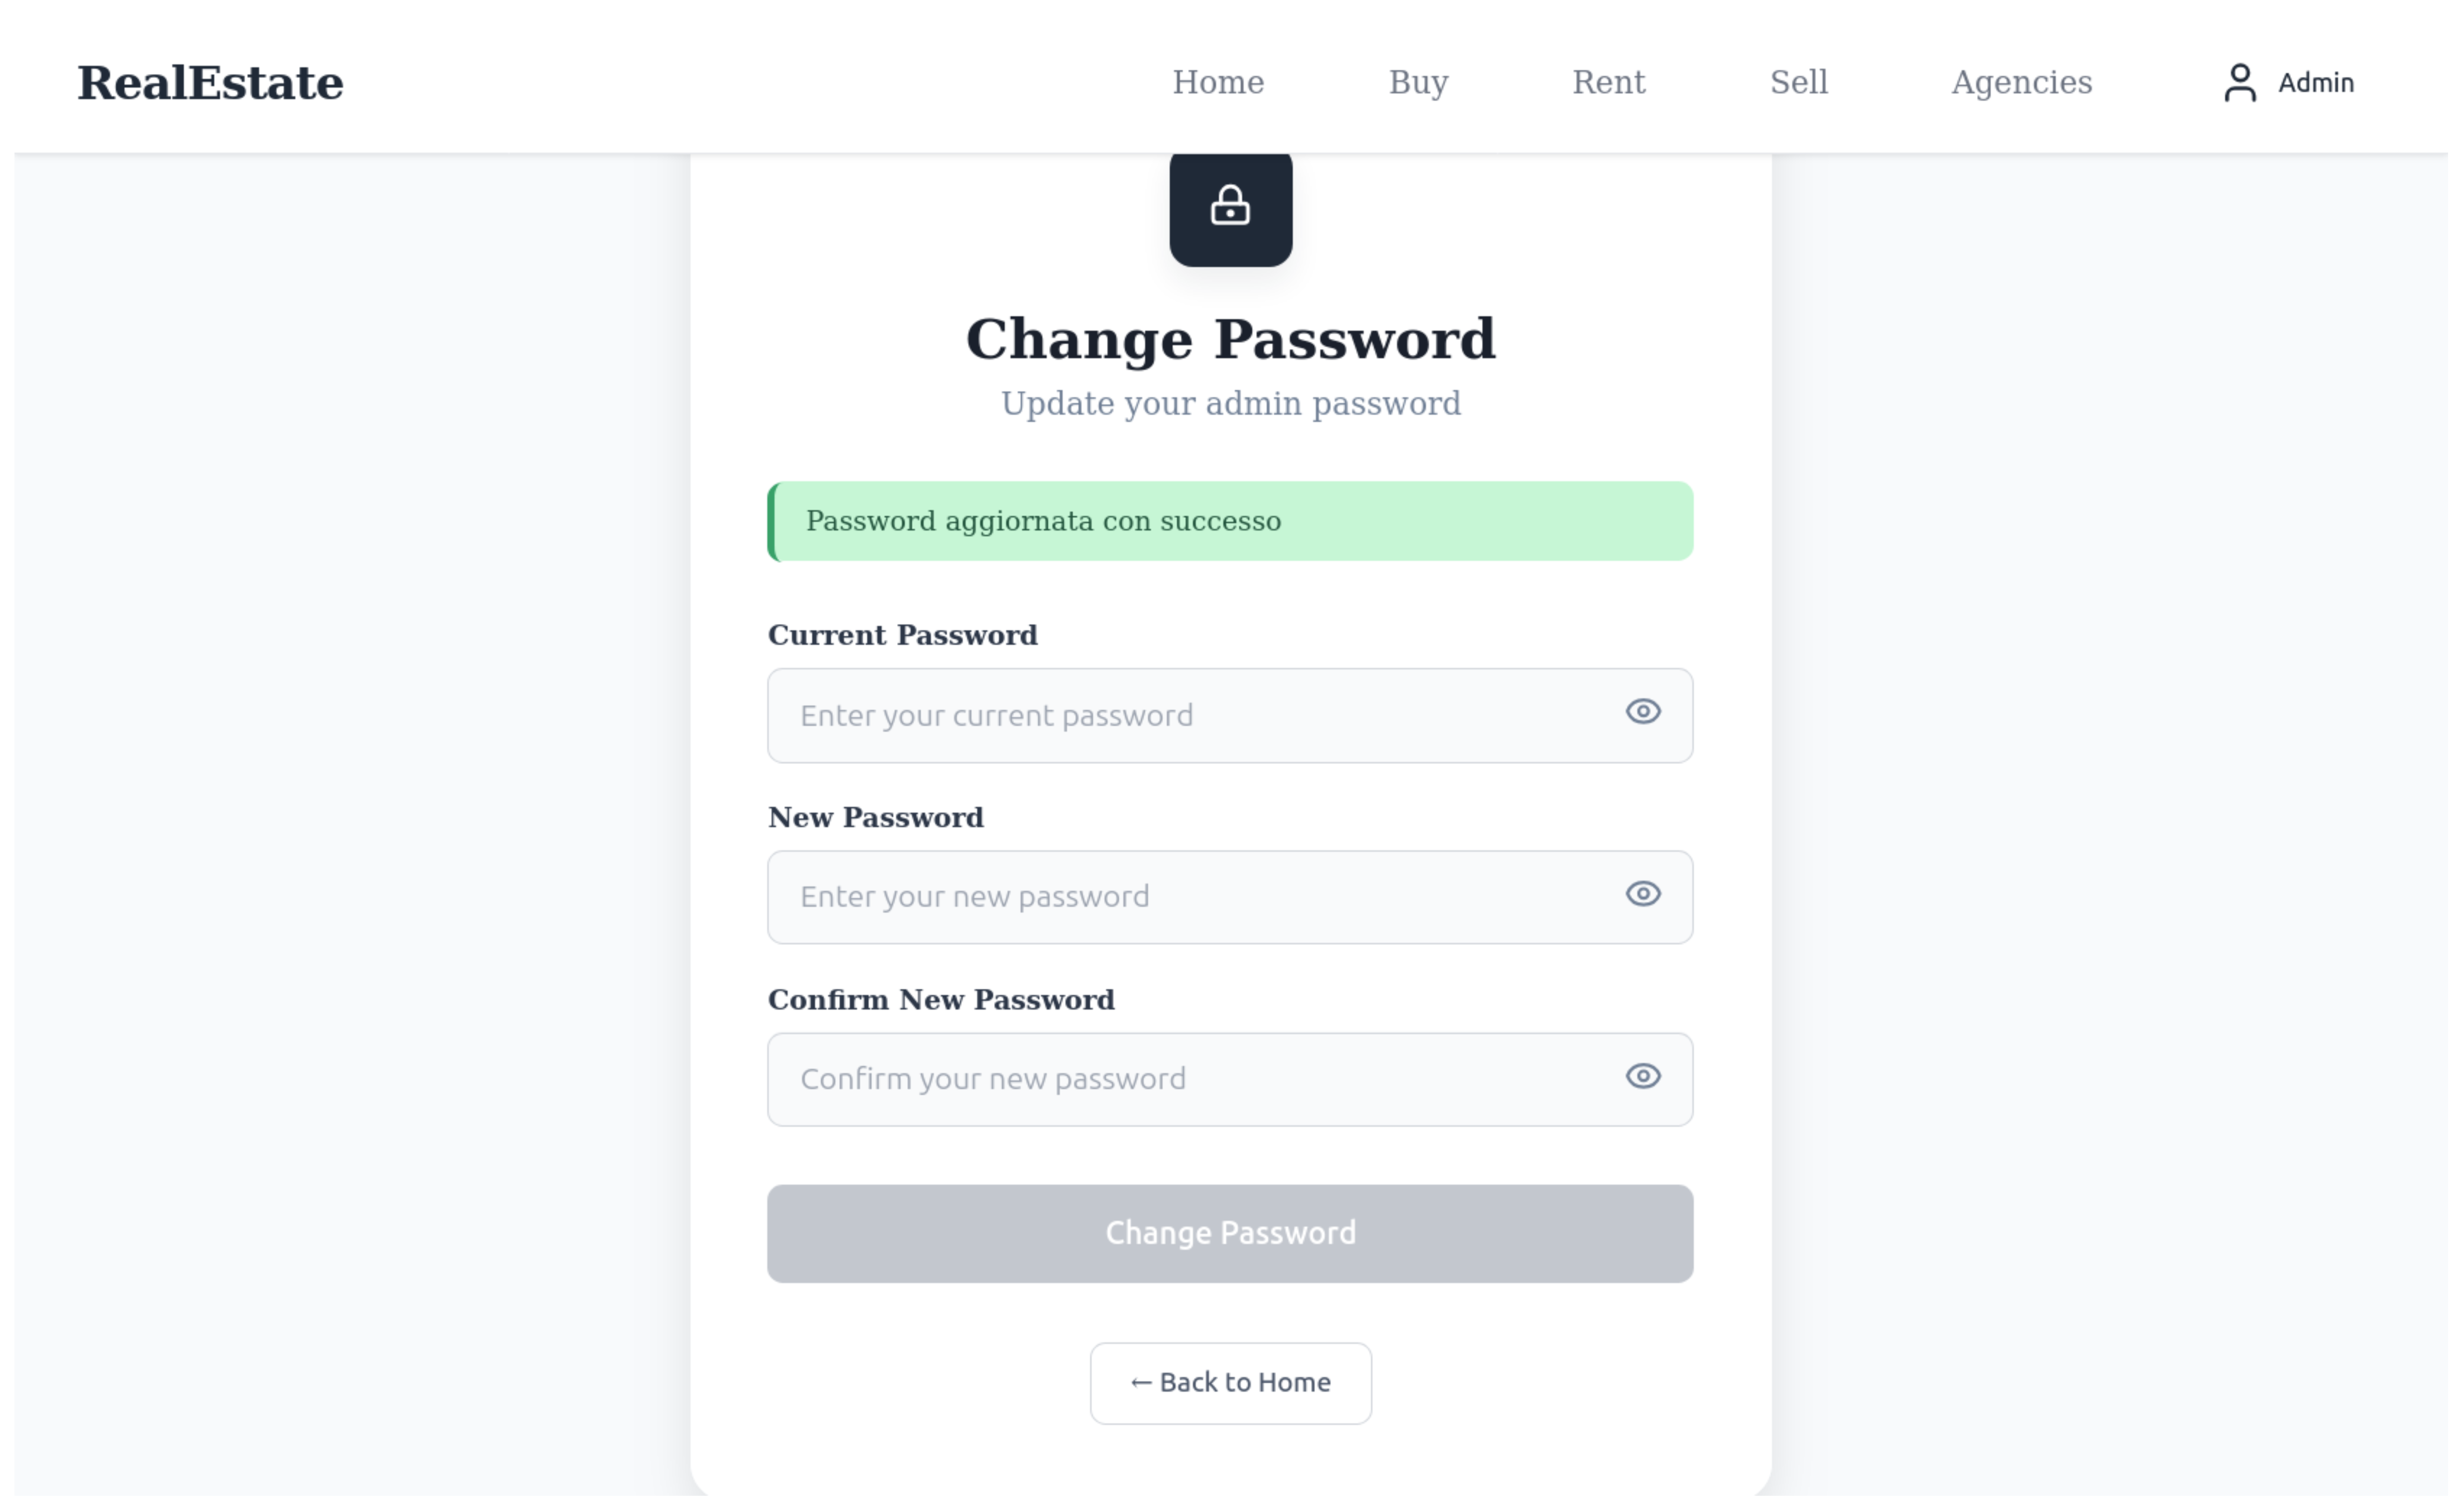 RealEstate
Home Buy Rent Sell Agencies Admin
Change Password
Update your admin password
Password aggiornata con successo
Current Password
Enter your current password
New Password
Enter your new password
Confirm New Password
Confirm your new password
Change Password
← Back to Home